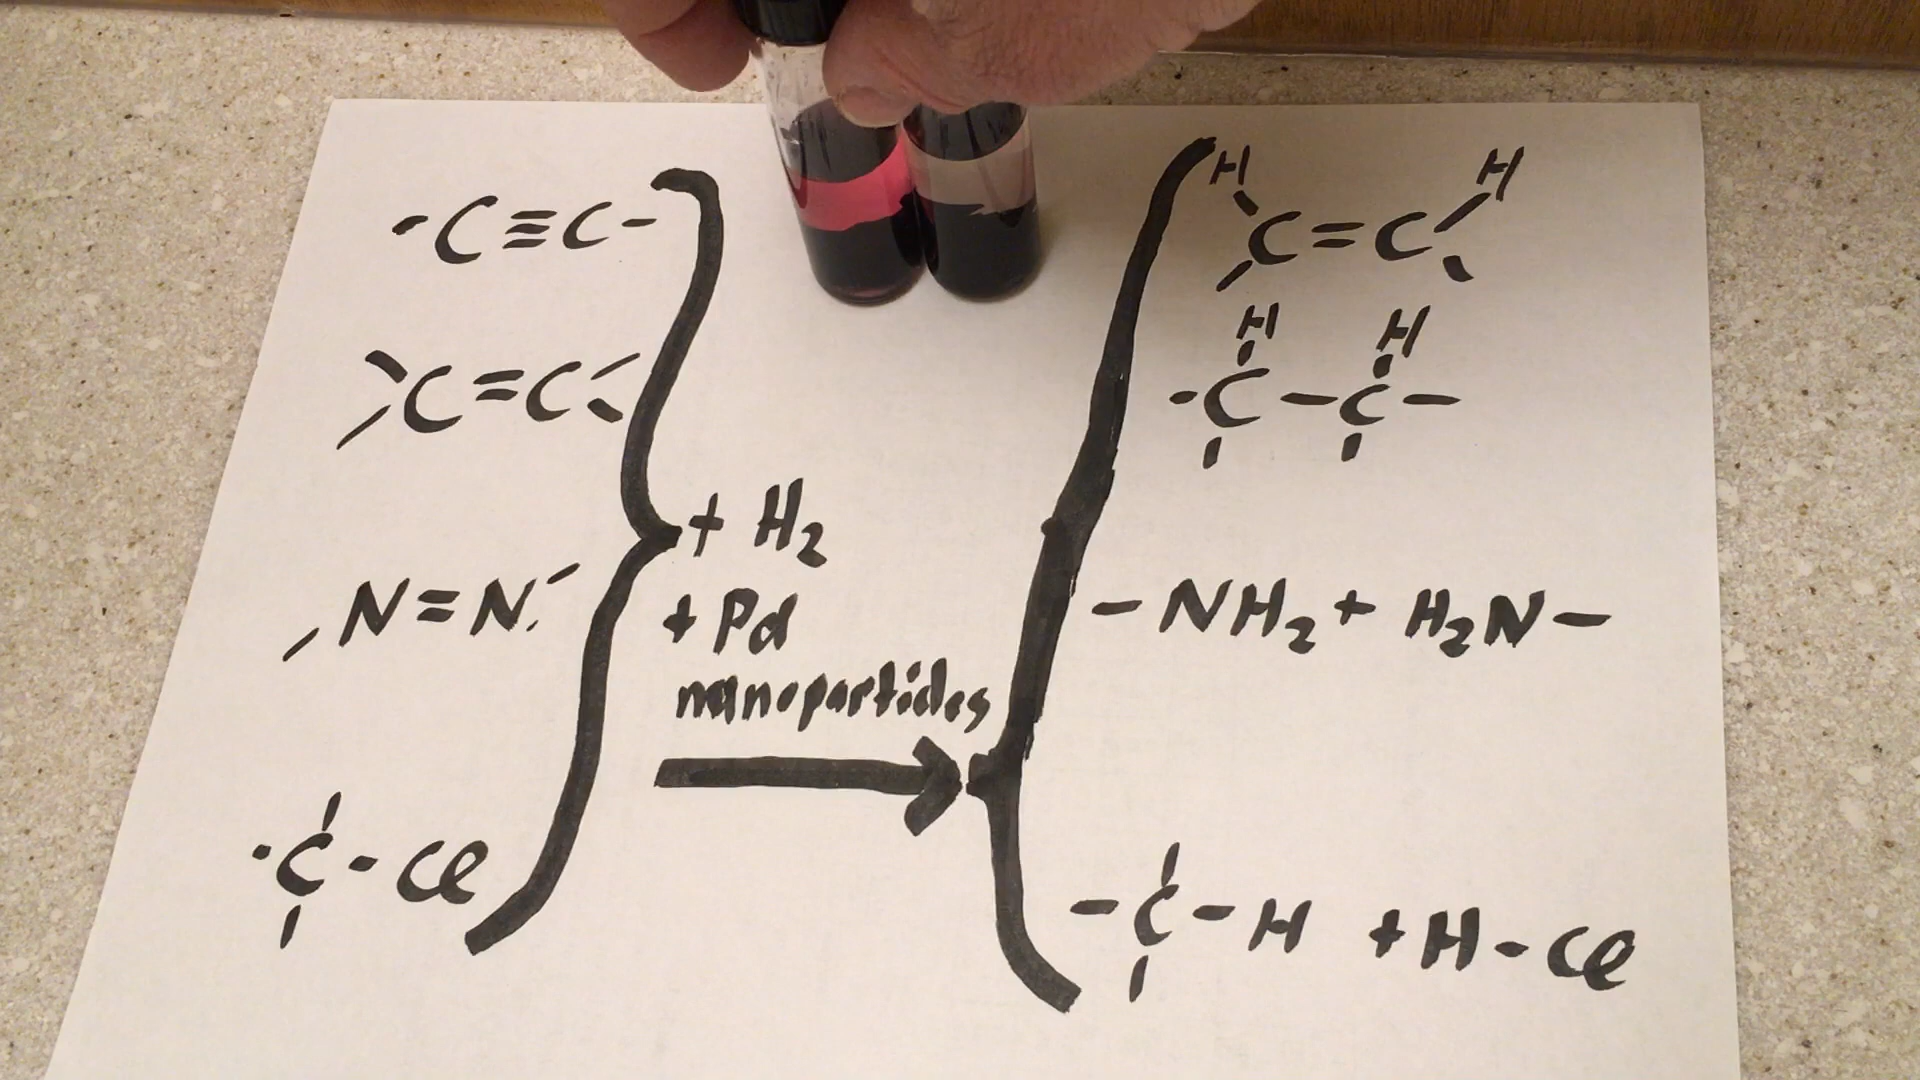 -C≡C-
>C=C<
-N=N-
-C-Cl
+ H2
+ Pd
nanoparticles
H H
C=C
H H
-C-C-
-NH2 + H2N-
-C-H + H-Cl